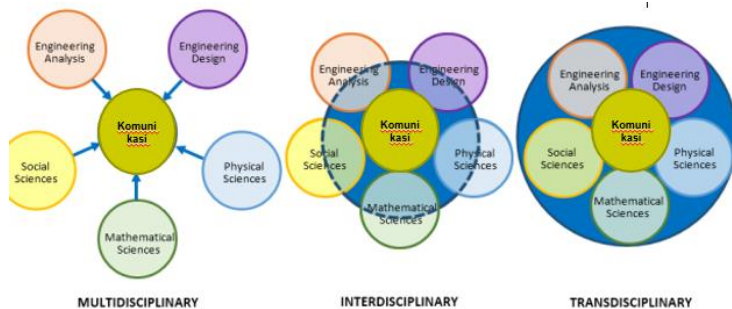 Engineering
Analysis
Engineering
Design
Komuni
kasi
Social
Sciences
Physical
Sciences
Mathematical
Sciences
MULTIDISCIPLINARY
Engineering
Analysis
Engineering
Design
Komuni
kasi
Social
Sciences
Physical
Sciences
Mathematical
Sciences
INTERDISCIPLINARY
Engineering
Analysis
Engineering
Design
Komuni
kasi
Social
Sciences
Physical
Sciences
Mathematical
Sciences
TRANSDISCIPLINARY